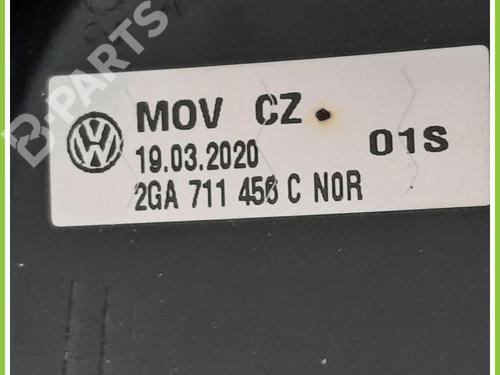 B-PARTS
MOV CZ
19.03.2020 01S
2GA 711 456 C N0R